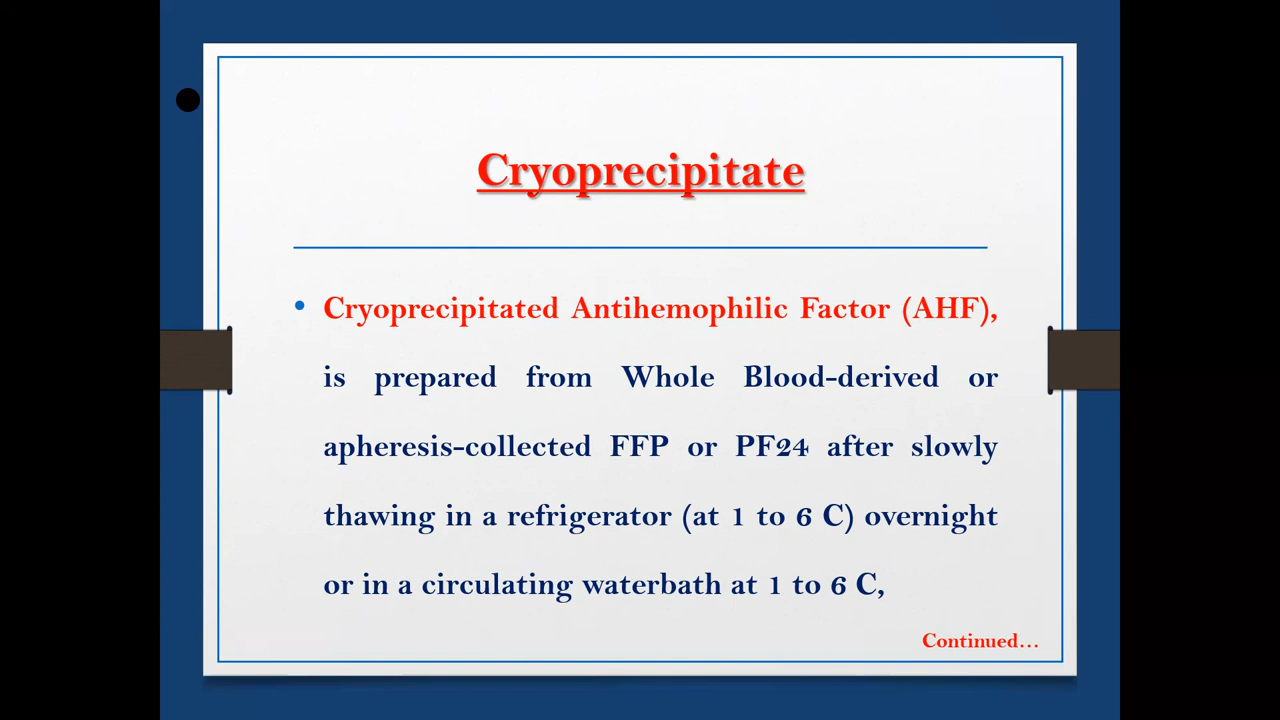 Cryoprecipitate
• Cryoprecipitated Antihemophilic Factor (AHF),
is prepared from Whole Blood-derived or
apheresis-collected FFP or PF24 after slowly
thawing in a refrigerator (at 1 to 6 C) overnight
or in a circulating waterbath at 1 to 6 C,
Continued...